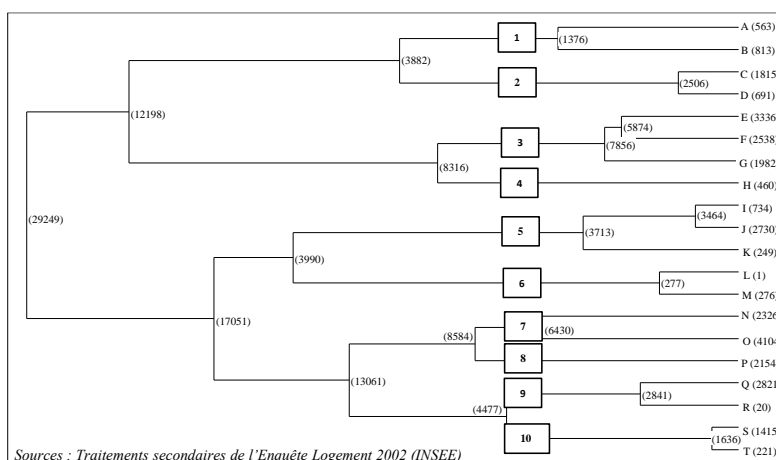 A (563)
1
(1376)
B (813)
(3882)
C (1815
2
(2506)
D (691)
(12198)
E (3336
(5874)
3
F (2538)
(7856)
G (1982
(8316)
4
H (460)
(29249)
I (734)
(3464)
J (2730)
5
(3713)
K (249)
(3990)
L (1)
6
(277)
M (276)
(17051)
N (2326
7
(8584)
(6430)
O (4104
8
P (2154
(13061)
Q (2821
9
(2841)
(4477)
R (20)
S (1415
10
(1636)
T (221)
Sources : Traitements secondaires de l'Enquête Logement 2002 (INSEE)